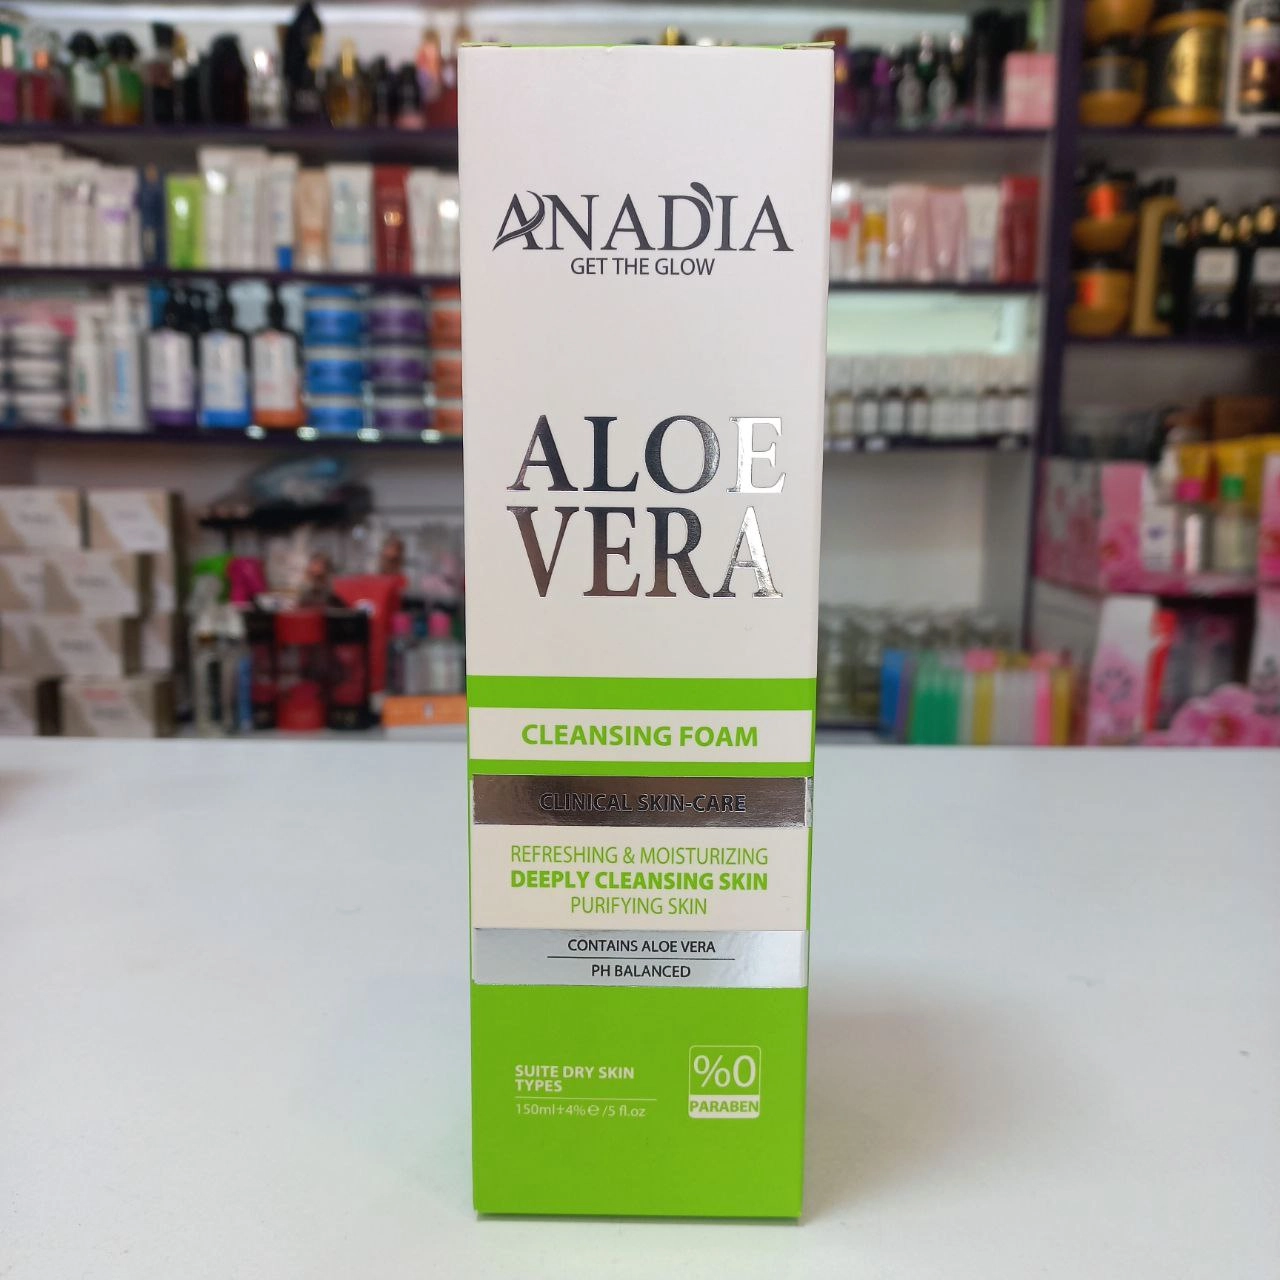 ANADIA
GET THE GLOW
ALOE
VERA
CLEANSING FOAM
CLINICAL SKIN-CARE
REFRESHING & MOISTURIZING
DEEPLY CLEANSING SKIN
PURIFYING SKIN
CONTAINS ALOE VERA
PH BALANCED
SUITE DRY SKIN
TYPES
150ml±4% ℮ /5 fl.oz
%0
PARABEN